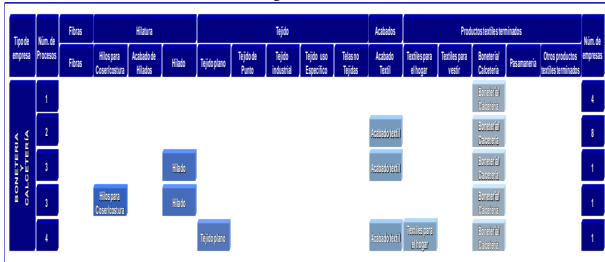 Tipo de empresa
Núm. de Procesos
Fibras
Hilatura
Tejido
Acabados
Productos textiles terminados
Núm. de empresas
Fibras
Hilos para Coser/costura
Acabado de Hilados
Hilado
Tejido plano
Tejido de Punto
Tejido industrial
Tejido uso Específico
Telas no Tejidas
Acabado Textil
Textiles para el hogar
Textiles para vestir
Bonetería/ Calcetería
Pasamanería
Otros productos textiles terminados
BONETERIA Y CALCETERIA
1
Bonetería/ Calcetería
4
2
Acabado textil
Bonetería/ Calcetería
8
3
Hilado
Acabado textil
Bonetería/ Calcetería
1
3
Hilos para Coser/costura
Hilado
Bonetería/ Calcetería
1
4
Tejido plano
Acabado textil
Textiles para el hogar
Bonetería/ Calcetería
1